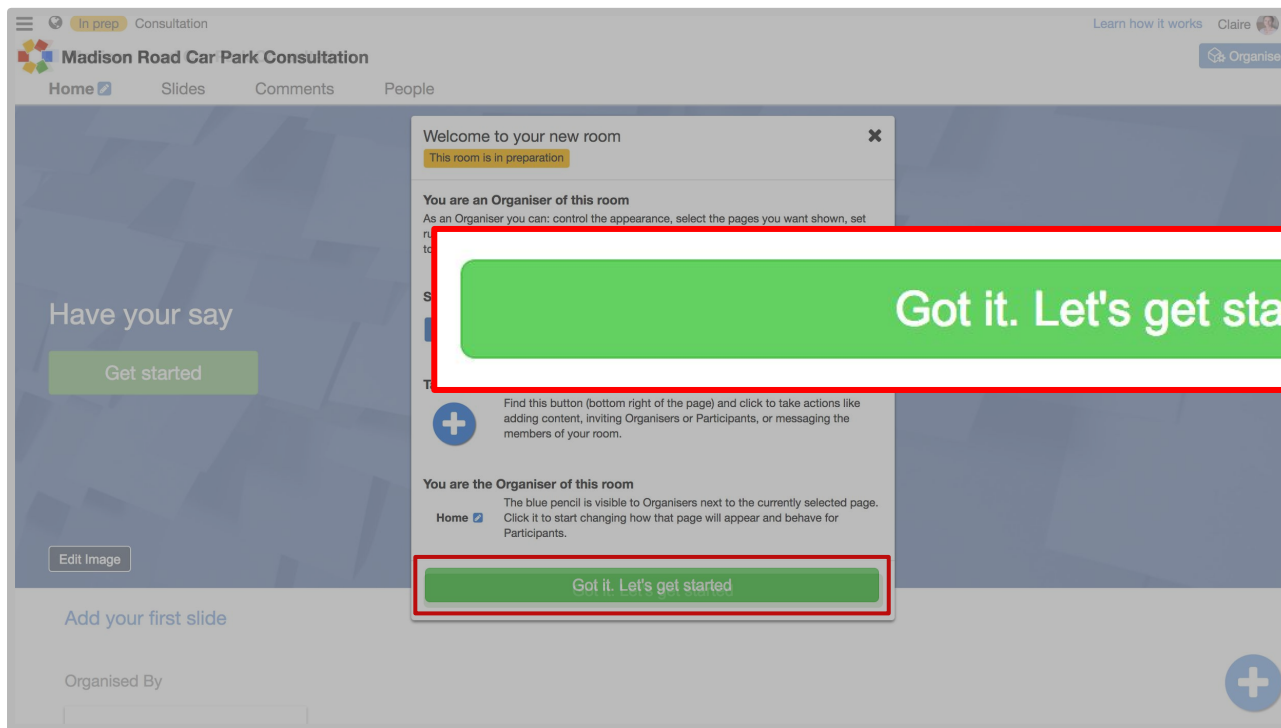 In prep Consultation
Learn how it works Claire
Madison Road Car Park Consultation
Organise
Home Slides Comments People
Welcome to your new room
This room is in preparation
You are an Organiser of this room
As an Organiser you can: control the appearance, select the pages you want shown, set
Got it. Let's get sta
Have your say
Get started
Find this button (bottom right of the page) and click to take actions like
adding content, inviting Organisers or Participants, or messaging the
members of your room.
You are the Organiser of this room
The blue pencil is visible to Organisers next to the currently selected page.
Home Click it to start changing how that page will appear and behave for
Participants.
Edit Image
Got it. Let's get started
Add your first slide
Organised By